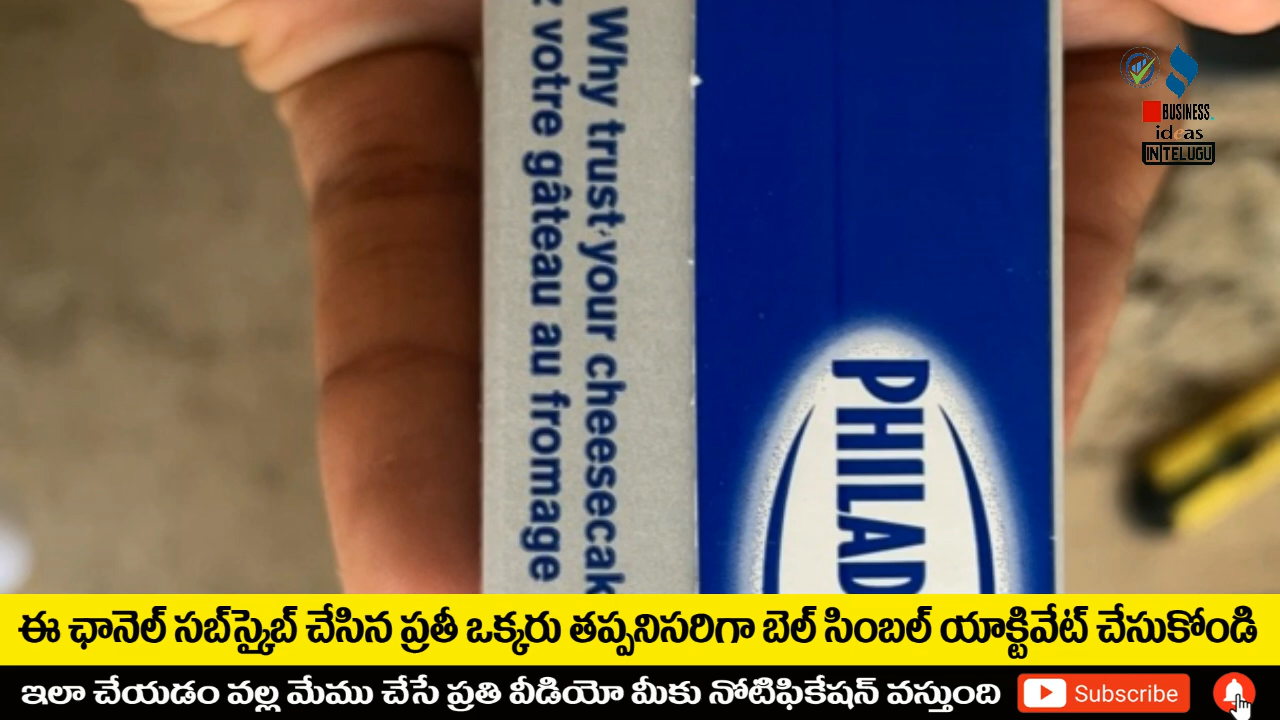 Why trust your cheesecak
votre gâteau au fromage
PHILAD
BUSINESS
ideas
IN TELUGU
ఈ ఛానెల్ సబ్‌స్క్రైబ్ చేసిన ప్రతీ ఒక్కరు తప్పనిసరిగా బెల్ సింబల్ యాక్టివేట్ చేసుకోండి
ఇలా చేయడం వల్ల మేము చేసే ప్రతి వీడియో మీకు నోటిఫికేషన్ వస్తుంది
Subscribe